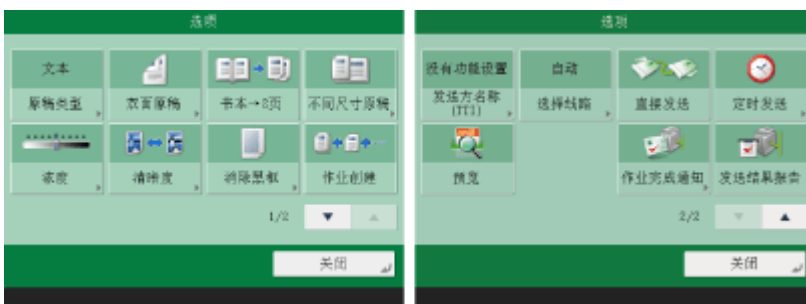 选项
文本
原稿类型
双面原稿
书本→2页
不同尺寸原稿
浓度
清晰度
消除黑框
作业创建
1/2
关闭
选项
没有功能设置
发送方名称
(TTI)
自动
选择线路
直接发送
定时发送
预览
作业完成通知
发送结果报告
2/2
关闭